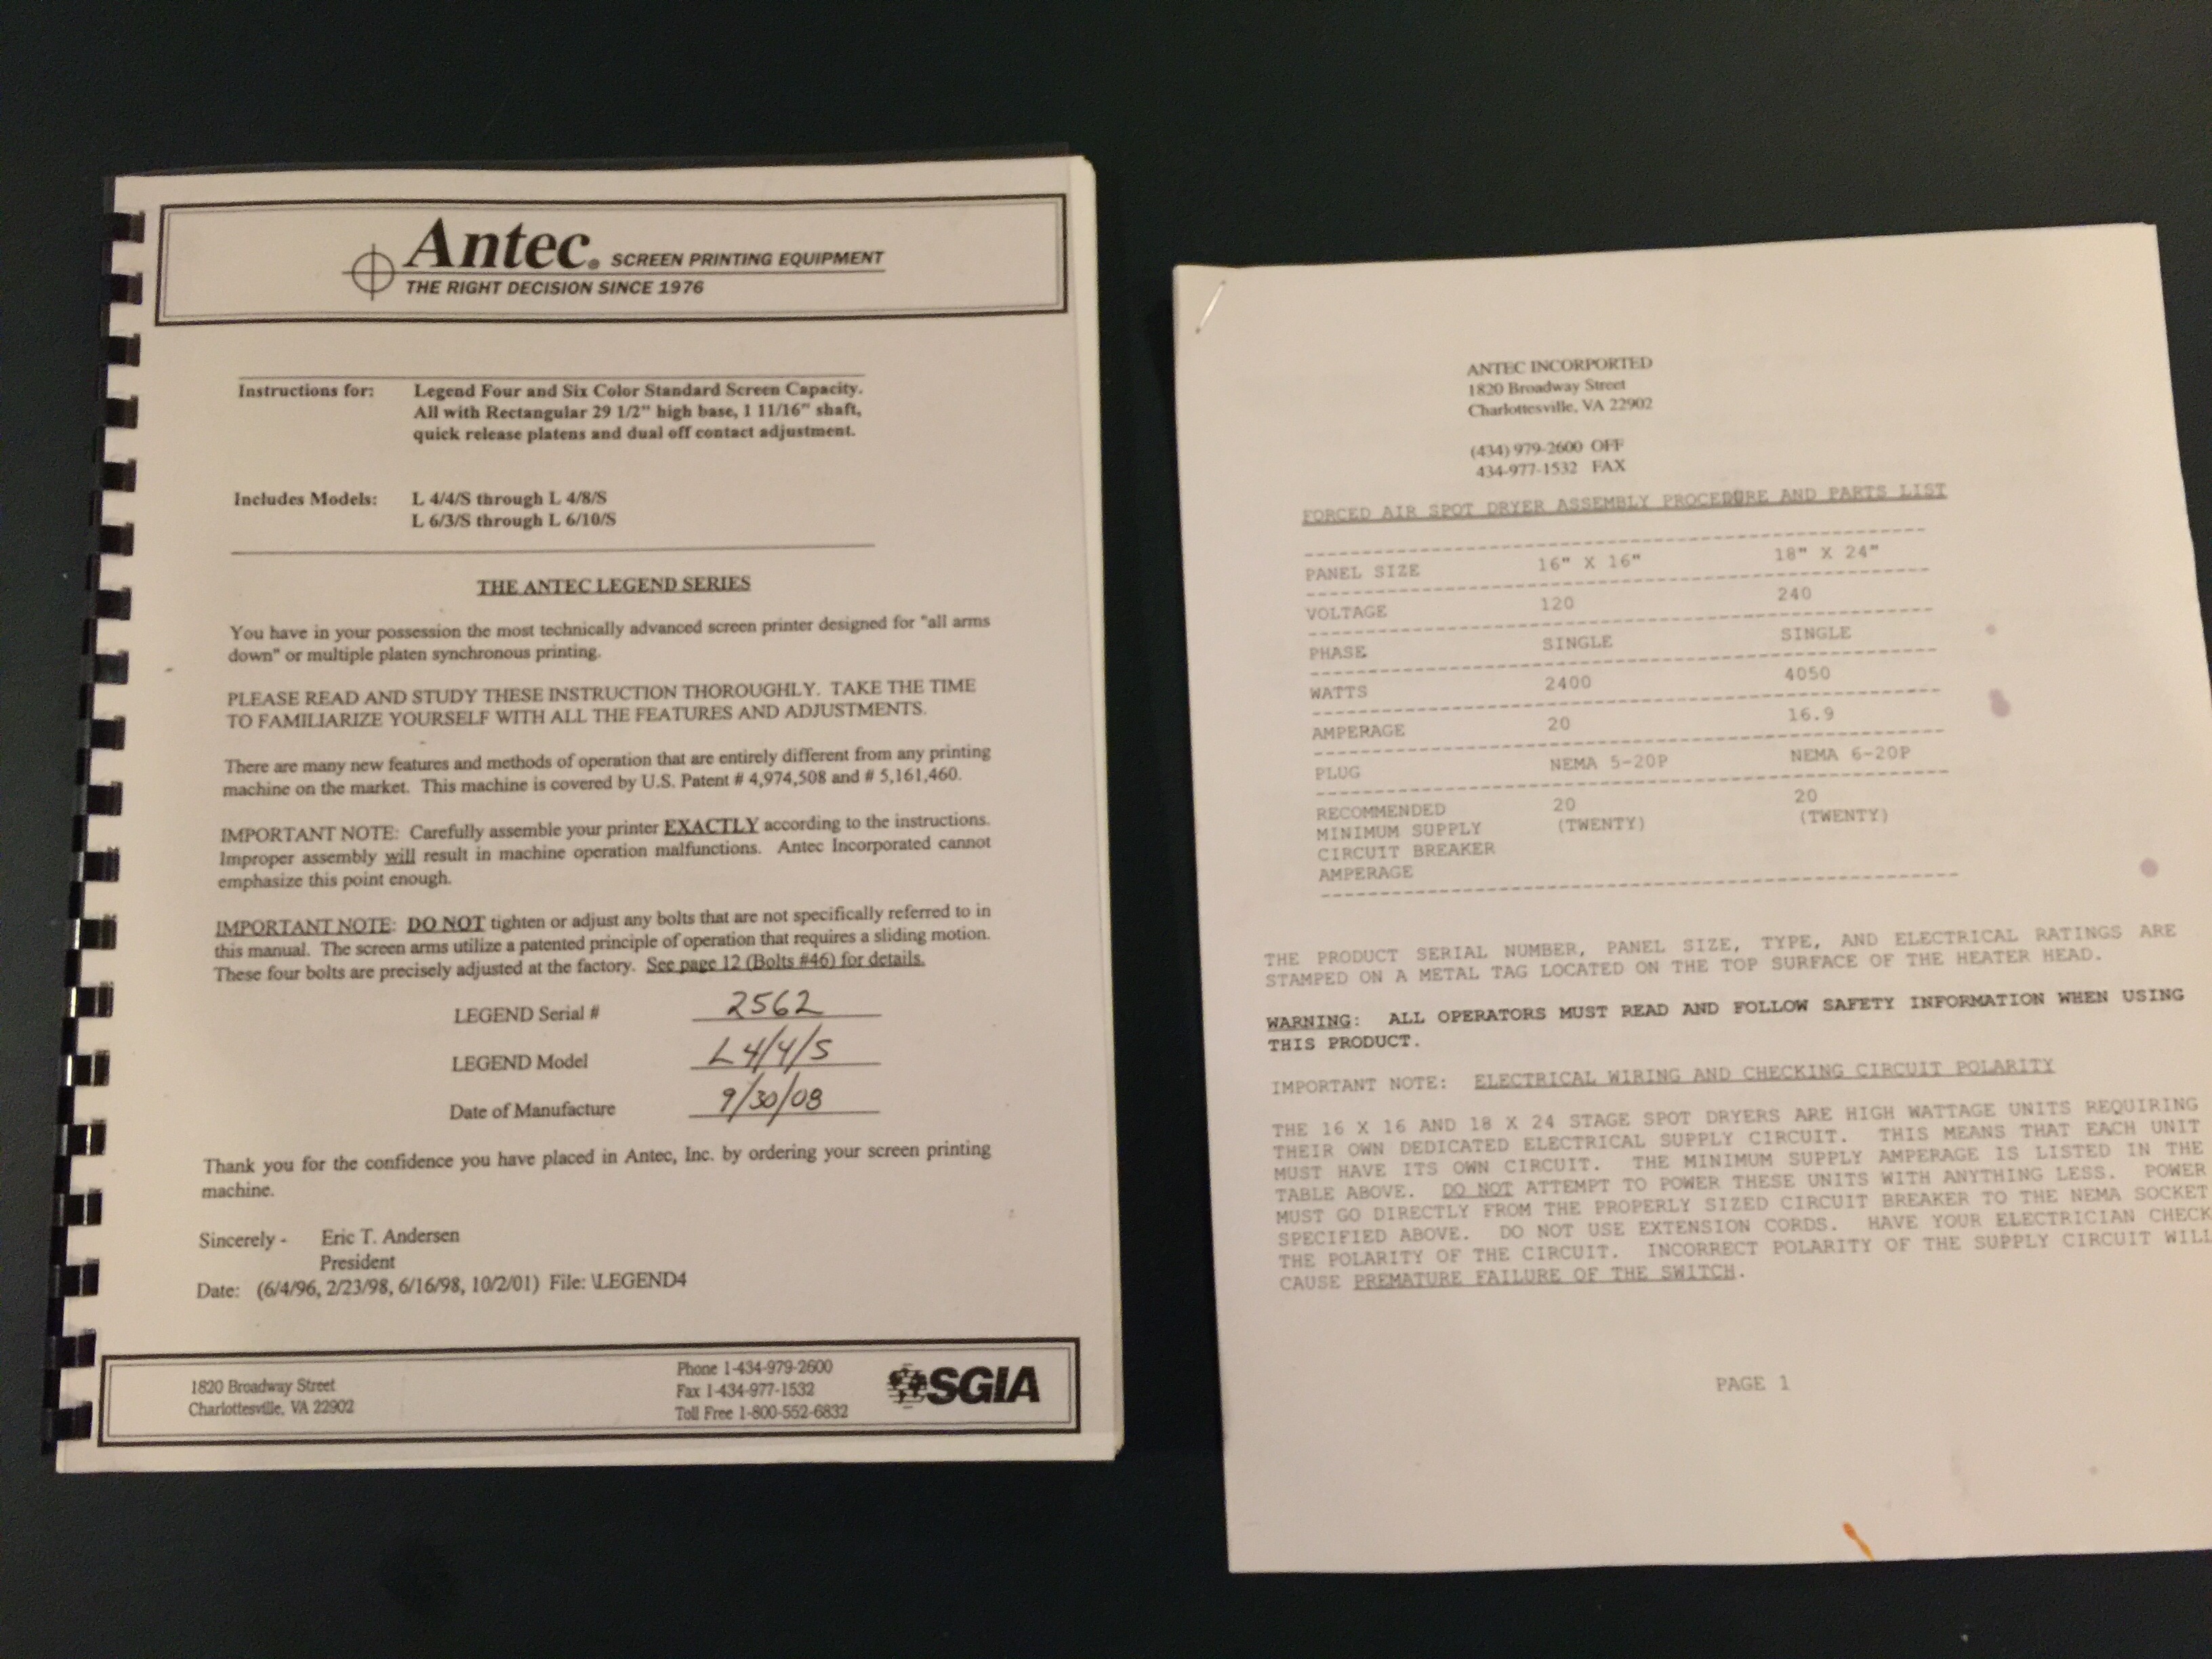 Antec® SCREEN PRINTING EQUIPMENT
THE RIGHT DECISION SINCE 1976
Instructions for: Legend Four and Six Color Standard Screen Capacity.
All with Rectangular 29 1/2" high base, 1 11/16" shaft,
quick release platens and dual off contact adjustment.
Includes Models: L 4/4/S through L 4/8/S
L 6/3/S through L 6/10/S
THE ANTEC LEGEND SERIES
You have in your possession the most technically advanced screen printer designed for "all arms
down" or multiple platen synchronous printing.
PLEASE READ AND STUDY THESE INSTRUCTION THOROUGHLY. TAKE THE TIME
TO FAMILIARIZE YOURSELF WITH ALL THE FEATURES AND ADJUSTMENTS.
There are many new features and methods of operation that are entirely different from any printing
machine on the market. This machine is covered by U.S. Patent # 4,974,508 and # 5,161,460.
IMPORTANT NOTE: Carefully assemble your printer EXACTLY according to the instructions.
Improper assembly will result in machine operation malfunctions. Antec Incorporated cannot
emphasize this point enough.
IMPORTANT NOTE: DO NOT tighten or adjust any bolts that are not specifically referred to in
this manual. The screen arms utilize a patented principle of operation that requires a sliding motion.
These four bolts are precisely adjusted at the factory. See page 12 (Bolts #46) for details.
LEGEND Serial # 2562
LEGEND Model L 4/4/S
Date of Manufacture 9/30/08
Thank you for the confidence you have placed in Antec, Inc. by ordering your screen printing
machine.
Sincerely - Eric T. Andersen
President
Date: (6/4/96, 2/23/98, 6/16/98, 10/2/01) File: \LEGEND4
1820 Broadway Street
Charlottesville, VA 22902
Phone 1-434-979-2600
Fax 1-434-977-1532
Toll Free 1-800-552-6832
SGIA
ANTEC INCORPORTED
1820 Broadway Street
Charlottesville, VA 22902
(434) 979-2600 OFF
434-977-1532 FAX
FORCED AIR SPOT DRYER ASSEMBLY PROCEDURE AND PARTS LIST
PANEL SIZE 16" X 16" 18" X 24"
VOLTAGE 120 240
PHASE SINGLE SINGLE
WATTS 2400 4050
AMPERAGE 20 16.9
PLUG NEMA 5-20P NEMA 6-20P
RECOMMENDED 20 20
MINIMUM SUPPLY (TWENTY) (TWENTY)
CIRCUIT BREAKER
AMPERAGE
THE PRODUCT SERIAL NUMBER, PANEL SIZE, TYPE, AND ELECTRICAL RATINGS ARE
STAMPED ON A METAL TAG LOCATED ON THE TOP SURFACE OF THE HEATER HEAD.
WARNING: ALL OPERATORS MUST READ AND FOLLOW SAFETY INFORMATION WHEN USING
THIS PRODUCT.
IMPORTANT NOTE: ELECTRICAL WIRING AND CHECKING CIRCUIT POLARITY
THE 16 X 16 AND 18 X 24 STAGE SPOT DRYERS ARE HIGH WATTAGE UNITS REQUIRING
THEIR OWN DEDICATED ELECTRICAL SUPPLY CIRCUIT. THIS MEANS THAT EACH UNIT
MUST HAVE ITS OWN CIRCUIT. THE MINIMUM SUPPLY AMPERAGE IS LISTED IN THE
TABLE ABOVE. DO NOT ATTEMPT TO POWER THESE UNITS WITH ANYTHING LESS. POWER
MUST GO DIRECTLY FROM THE PROPERLY SIZED CIRCUIT BREAKER TO THE NEMA SOCKET
SPECIFIED ABOVE. DO NOT USE EXTENSION CORDS. HAVE YOUR ELECTRICIAN CHECK
THE POLARITY OF THE CIRCUIT. INCORRECT POLARITY OF THE SUPPLY CIRCUIT WILL
CAUSE PREMATURE FAILURE OF THE SWITCH.
PAGE 1